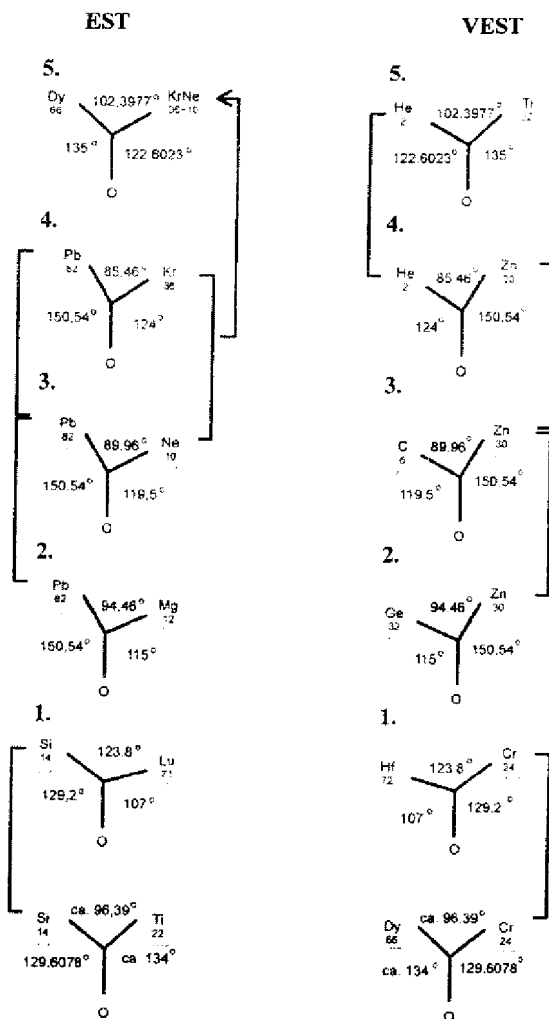 EST VEST
5. 5.
Dy 102.3977° KrNe He 102.3977°
66 2
135° 122.6023° 122.6023° 135°
O O
4. 4.
Pb 85.46° Kr He 85.46° Zn
82 36 2 30
150,54° 124° 124° 150,54°
O O
3. 3.
Pb 89.96° Ne C 89.96° Zn
82 10 6 30
150.54° 119,5° 119.5° 150.54°
O O
2. 2.
Pb 94.46° Mg Ge 94.46° Zn
82 12 32 30
150,54° 115° 115° 150.54°
O O
1. 1.
Si 123.8° Lu Hf 123.8° Cr
14 71 72 24
129,2° 107° 107° 129.2°
O O
Sr ca. 96,39° Ti Dy ca. 96.39° Cr
14 22 66 24
129.6078° ca. 134° ca. 134° 129.6078°
O O